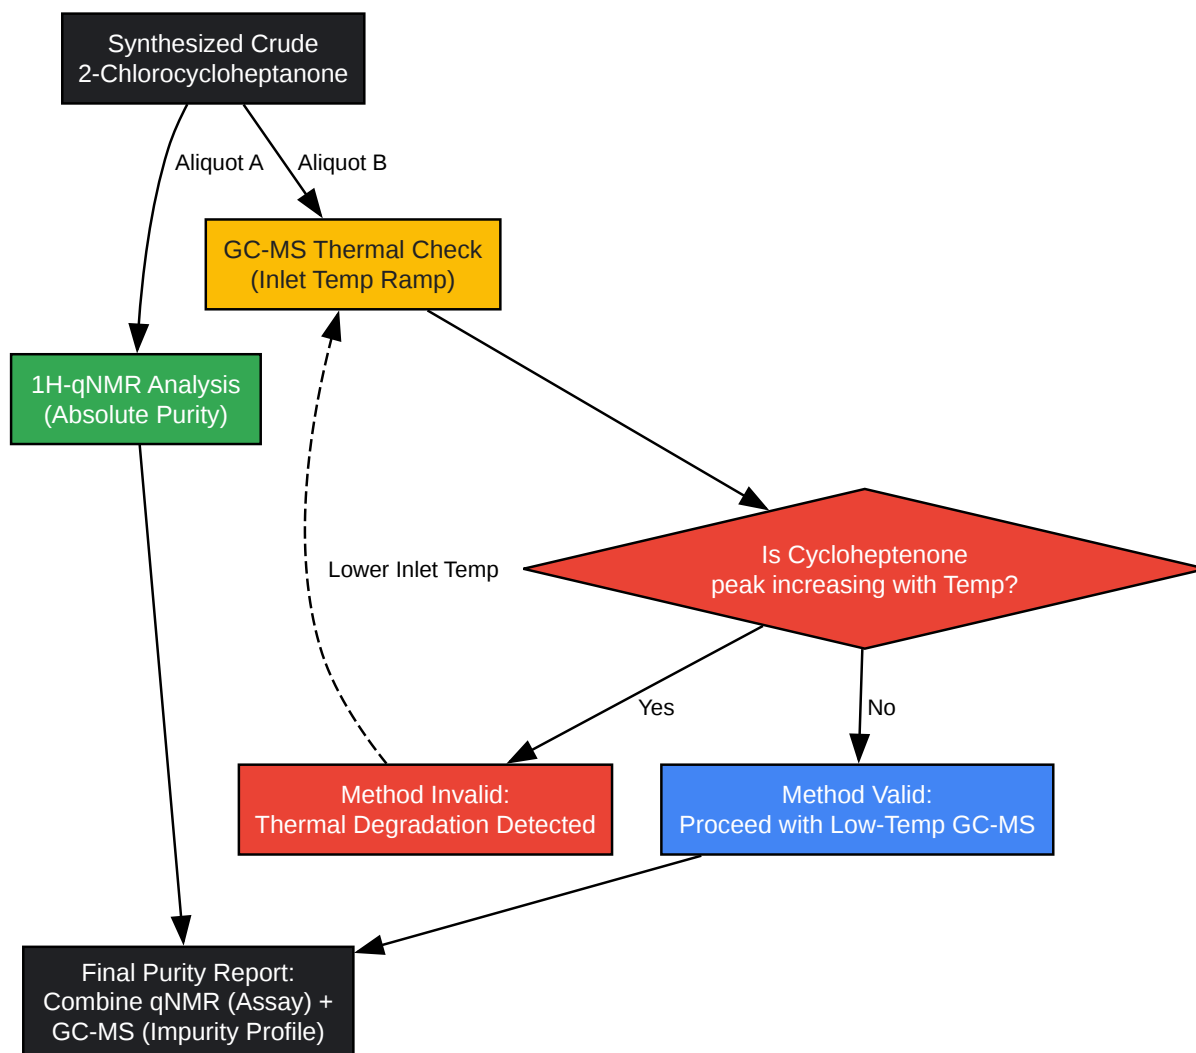 Synthesized Crude
2-Chlorocycloheptanone
Aliquot A
Aliquot B
GC-MS Thermal Check
(Inlet Temp Ramp)
1H-qNMR Analysis
(Absolute Purity)
Is Cycloheptenone
peak increasing with Temp?
Lower Inlet Temp
Yes
No
Method Invalid:
Thermal Degradation Detected
Method Valid:
Proceed with Low-Temp GC-MS
Final Purity Report:
Combine qNMR (Assay) +
GC-MS (Impurity Profile)